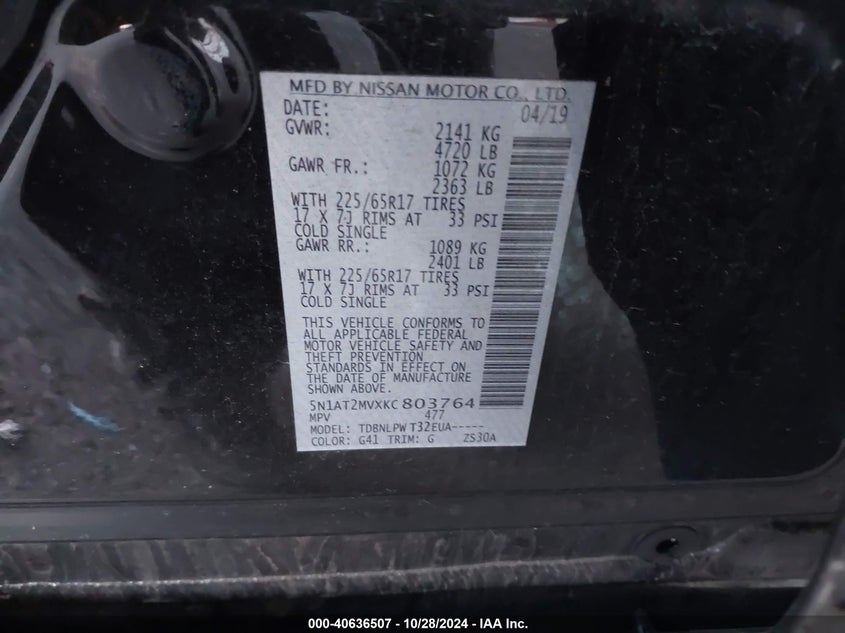 MFD BY NISSAN MOTOR CO., LTD.
DATE: 04/19
GVWR: 2141 KG
4720 LB
GAWR FR.: 1072 KG
2363 LB
WITH 225/65R17 TIRES
17 X 7J RIMS AT 33 PSI
COLD SINGLE
GAWR RR.: 1089 KG
2401 LB
WITH 225/65R17 TIRES
17 X 7J RIMS AT 33 PSI
COLD SINGLE
THIS VEHICLE CONFORMS TO
ALL APPLICABLE FEDERAL
MOTOR VEHICLE SAFETY AND
THEFT PREVENTION
STANDARDS IN EFFECT ON
THE DATE OF MANUFACTURE
SHOWN ABOVE.
5N1AT2MVXKC803764
MPV 477
MODEL: TDBNLPW T32EUA-----
COLOR: G41 TRIM: G ZS30A
000-40636507 - 10/28/2024 - IAA Inc.